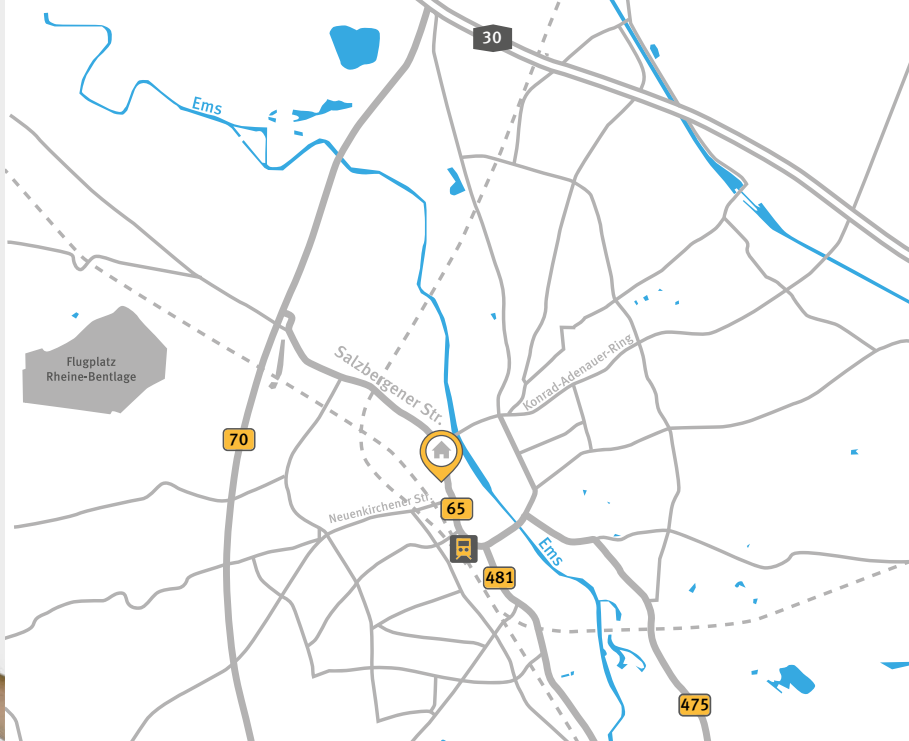 30
Ems
Salzbergener Str.
Konrad-Adenauer-Ring
Flugplatz
Rheine-Bentlage
70
Neuenkirchener Str.
65
Ems
481
475